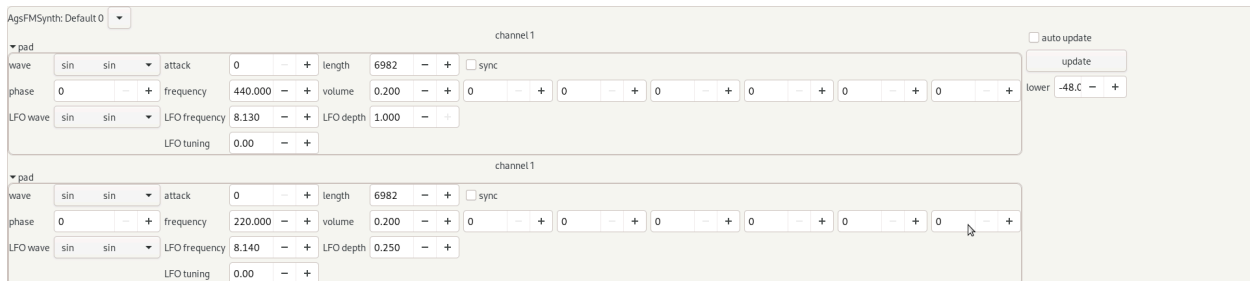 AgsFMSynth: Default 0
channel 1
auto update
pad
wave sin sin attack 0 length 6982 sync
update
phase 0 frequency 440.000 volume 0.200 0 0 0 0 0 0
lower -48.0
LFO wave sin sin LFO frequency 8.130 LFO depth 1.000
LFO tuning 0.00
channel 1
pad
wave sin sin attack 0 length 6982 sync
phase 0 frequency 220.000 volume 0.200 0 0 0 0 0 0
LFO wave sin sin LFO frequency 8.140 LFO depth 0.250
LFO tuning 0.00